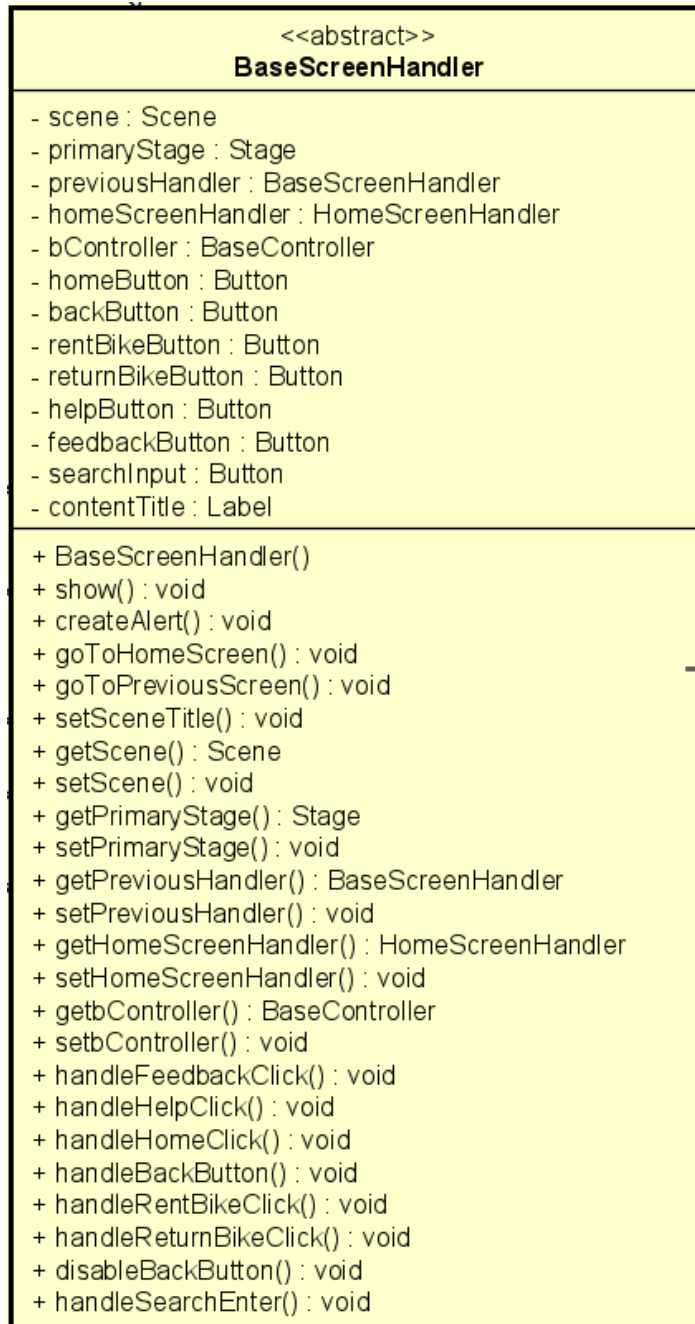 <<abstract>>
BaseScreenHandler
- scene : Scene
- primaryStage : Stage
- previousHandler : BaseScreenHandler
- homeScreenHandler : HomeScreenHandler
- bController : BaseController
- homeButton : Button
- backButton : Button
- rentBikeButton : Button
- returnBikeButton : Button
- helpButton : Button
- feedbackButton : Button
- searchInput : Button
- contentTitle : Label
+ BaseScreenHandler()
+ show() : void
+ createAlert() : void
+ goToHomeScreen() : void
+ goToPreviousScreen() : void
+ setSceneTitle() : void
+ getScene() : Scene
+ setScene() : void
+ getPrimaryStage() : Stage
+ setPrimaryStage() : void
+ getPreviousHandler() : BaseScreenHandler
+ setPreviousHandler() : void
+ getHomeScreenHandler() : HomeScreenHandler
+ setHomeScreenHandler() : void
+ getbController() : BaseController
+ setbController() : void
+ handleFeedbackClick() : void
+ handleHelpClick() : void
+ handleHomeClick() : void
+ handleBackButton() : void
+ handleRentBikeClick() : void
+ handleReturnBikeClick() : void
+ disableBackButton() : void
+ handleSearchEnter() : void